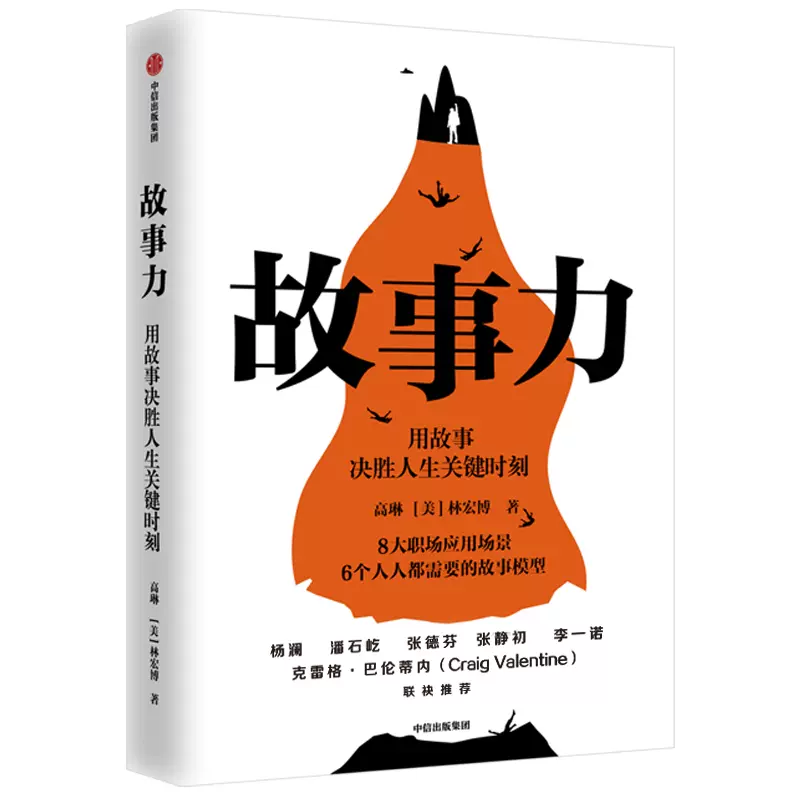 中信出版集团
故事力
用故事决胜人生关键时刻
高琳 [美]林宏博 著
故事力
用故事
决胜人生关键时刻
高琳 [美]林宏博 著
8大职场应用场景
6个人人都需要的故事模型
杨澜 潘石屹 张德芬 张静初 李一诺
克雷格·巴伦蒂内(Craig Valentine)
联袂推荐
中信出版集团